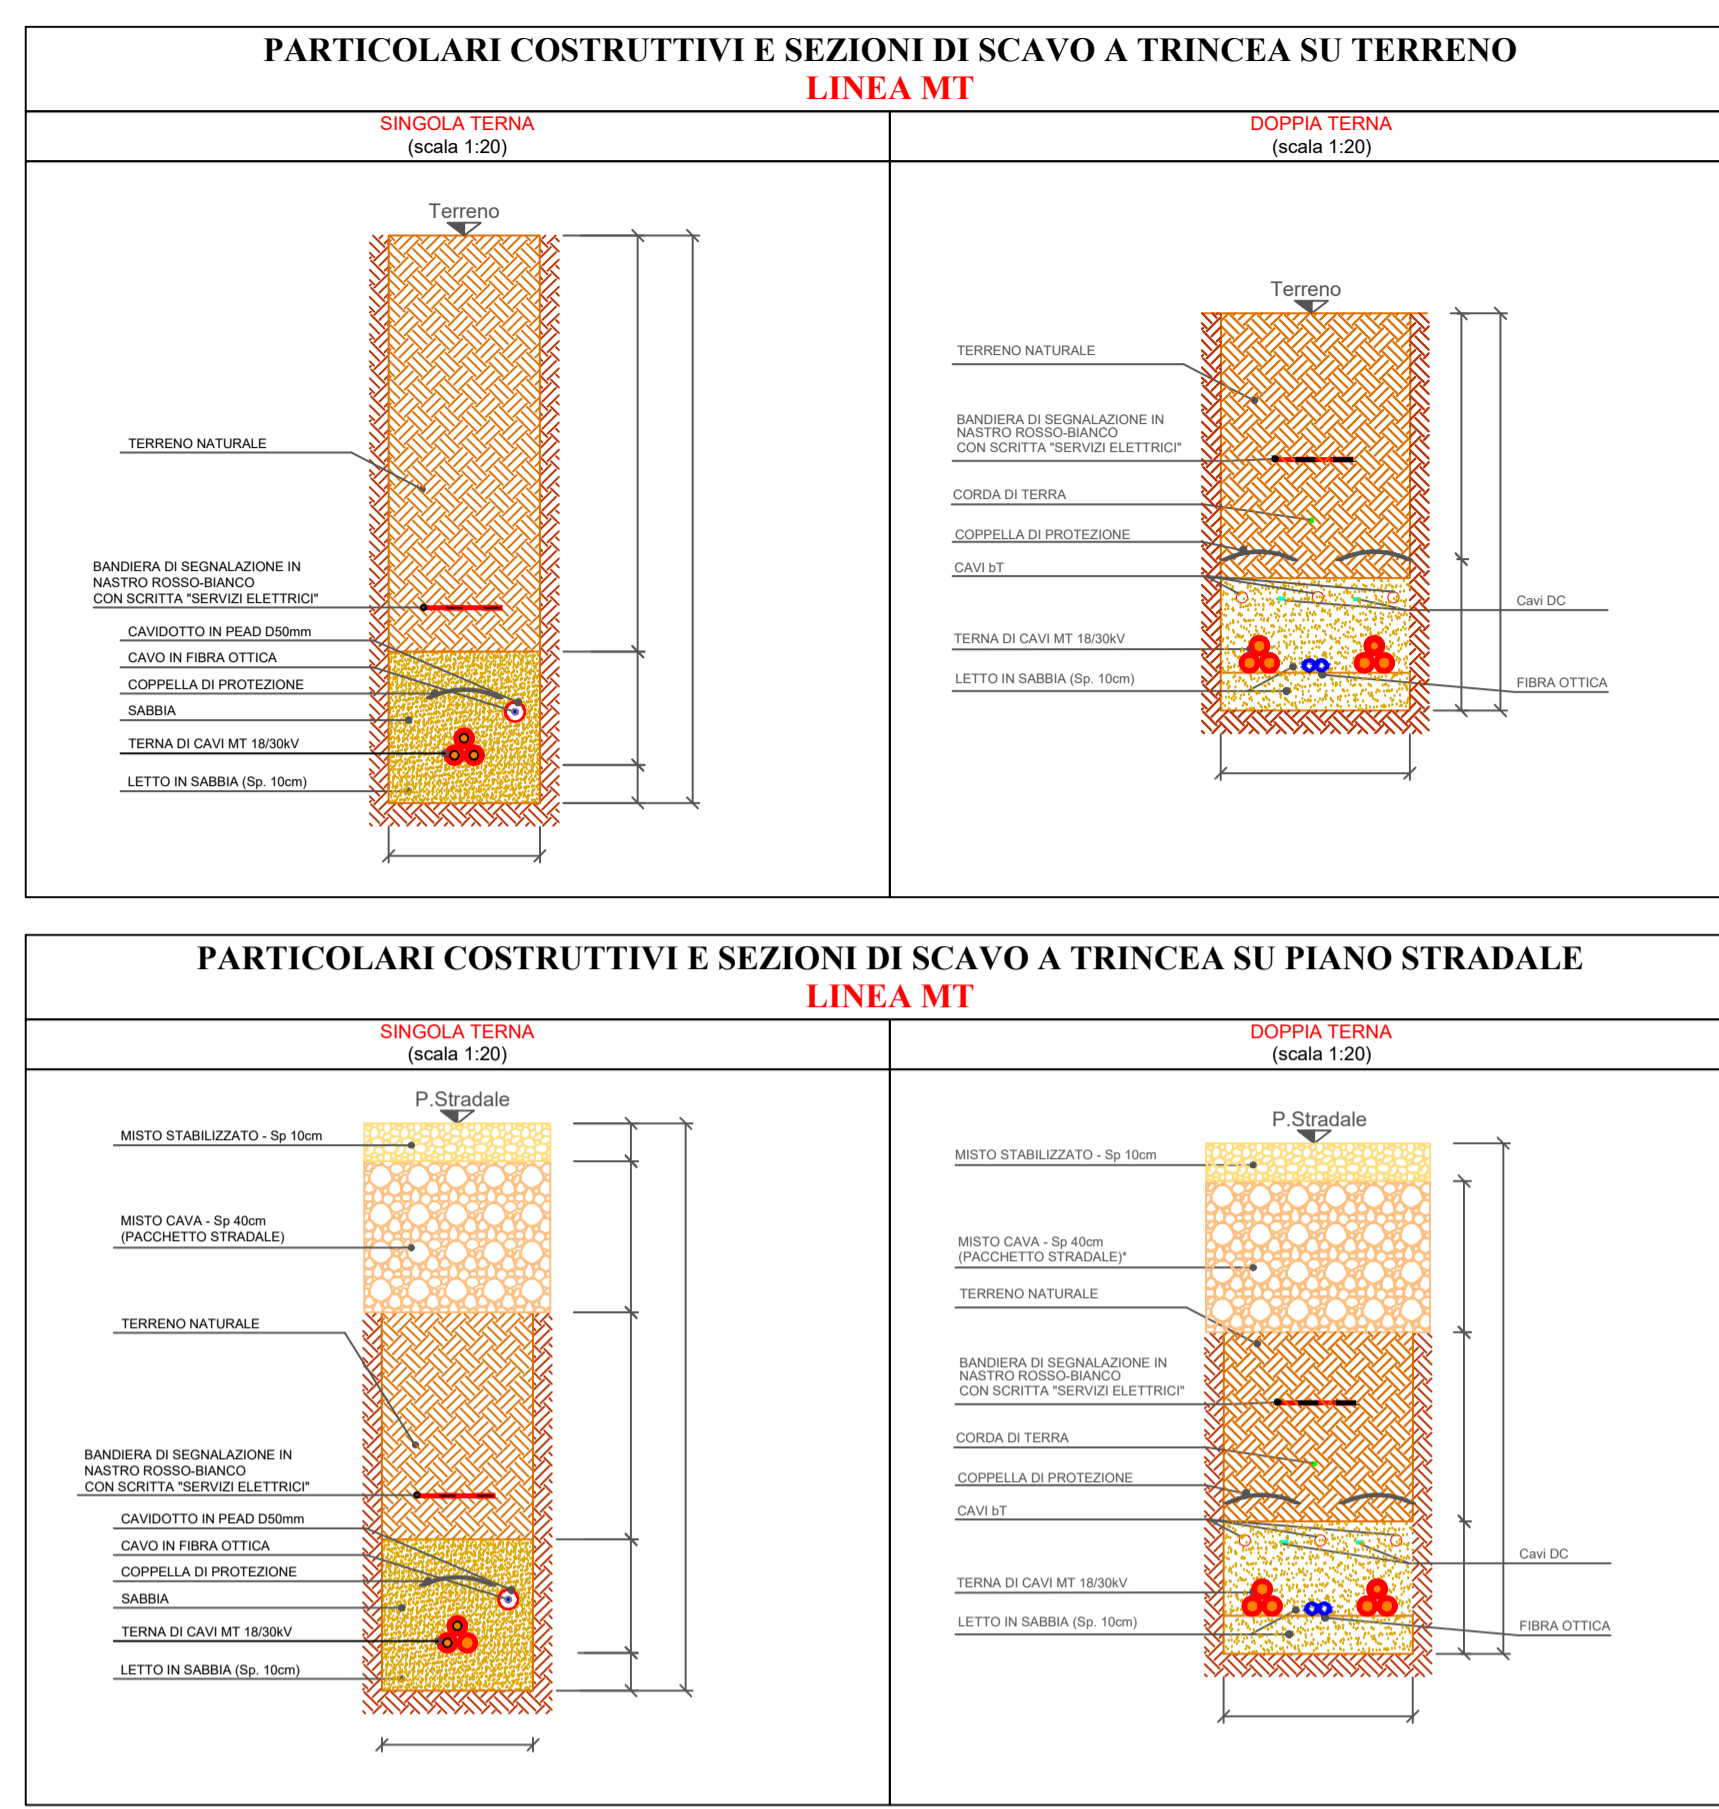 PARTICOLARI COSTRUTTIVI E SEZIONI DI SCAVO A TRINCEA SU TERRENO
LINEA MT
SINGOLA TERNA
(scala 1:20)
Terreno
TERRENO NATURALE
BANDIERA DI SEGNALAZIONE IN
NASTRO ROSSO-BIANCO
CON SCRITTA "SERVIZI ELETTRICI"
CAVIDOTTO IN PEAD D50mm
CAVO IN FIBRA OTTICA
COPPELLA DI PROTEZIONE
SABBIA
TERNA DI CAVI MT 18/30kV
LETTO IN SABBIA (Sp. 10cm)
DOPPIA TERNA
(scala 1:20)
Terreno
TERRENO NATURALE
BANDIERA DI SEGNALAZIONE IN
NASTRO ROSSO-BIANCO
CON SCRITTA "SERVIZI ELETTRICI"
CORDA DI TERRA
COPPELLA DI PROTEZIONE
CAVI bT
Cavi DC
TERNA DI CAVI MT 18/30kV
LETTO IN SABBIA (Sp. 10cm)
FIBRA OTTICA
PARTICOLARI COSTRUTTIVI E SEZIONI DI SCAVO A TRINCEA SU PIANO STRADALE
LINEA MT
SINGOLA TERNA
(scala 1:20)
P.Stradale
MISTO STABILIZZATO - Sp 10cm
MISTO CAVA - Sp 40cm
(PACCHETTO STRADALE)
TERRENO NATURALE
BANDIERA DI SEGNALAZIONE IN
NASTRO ROSSO-BIANCO
CON SCRITTA "SERVIZI ELETTRICI"
CAVIDOTTO IN PEAD D50mm
CAVO IN FIBRA OTTICA
COPPELLA DI PROTEZIONE
SABBIA
TERNA DI CAVI MT 18/30kV
LETTO IN SABBIA (Sp. 10cm)
DOPPIA TERNA
(scala 1:20)
P.Stradale
MISTO STABILIZZATO - Sp 10cm
MISTO CAVA - Sp 40cm
(PACCHETTO STRADALE)*
TERRENO NATURALE
BANDIERA DI SEGNALAZIONE IN
NASTRO ROSSO-BIANCO
CON SCRITTA "SERVIZI ELETTRICI"
CORDA DI TERRA
COPPELLA DI PROTEZIONE
CAVI bT
Cavi DC
TERNA DI CAVI MT 18/30kV
LETTO IN SABBIA (Sp. 10cm)
FIBRA OTTICA